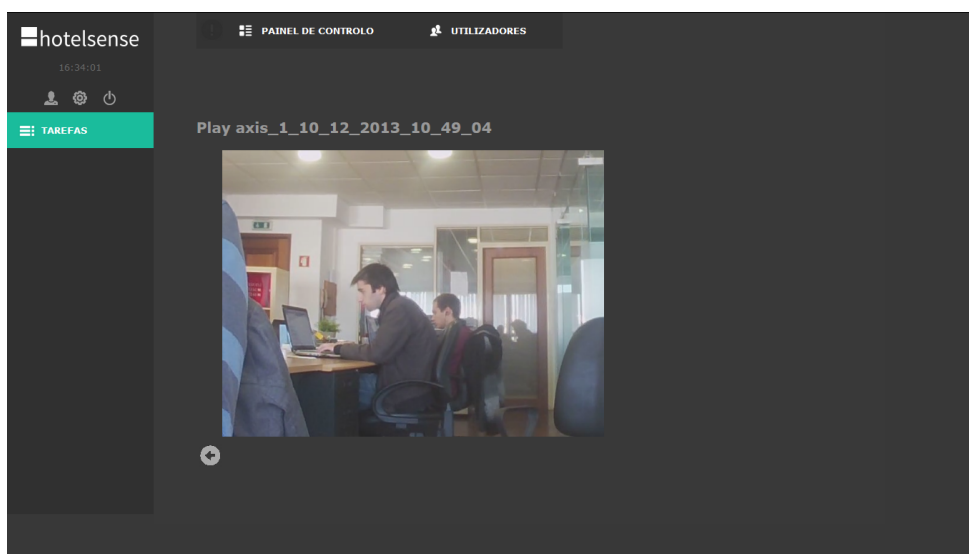 hotelsense
PAINEL DE CONTROLO
UTILIZADORES
16:34:01
TAREFAS
Play axis_1_10_12_2013_10_49_04